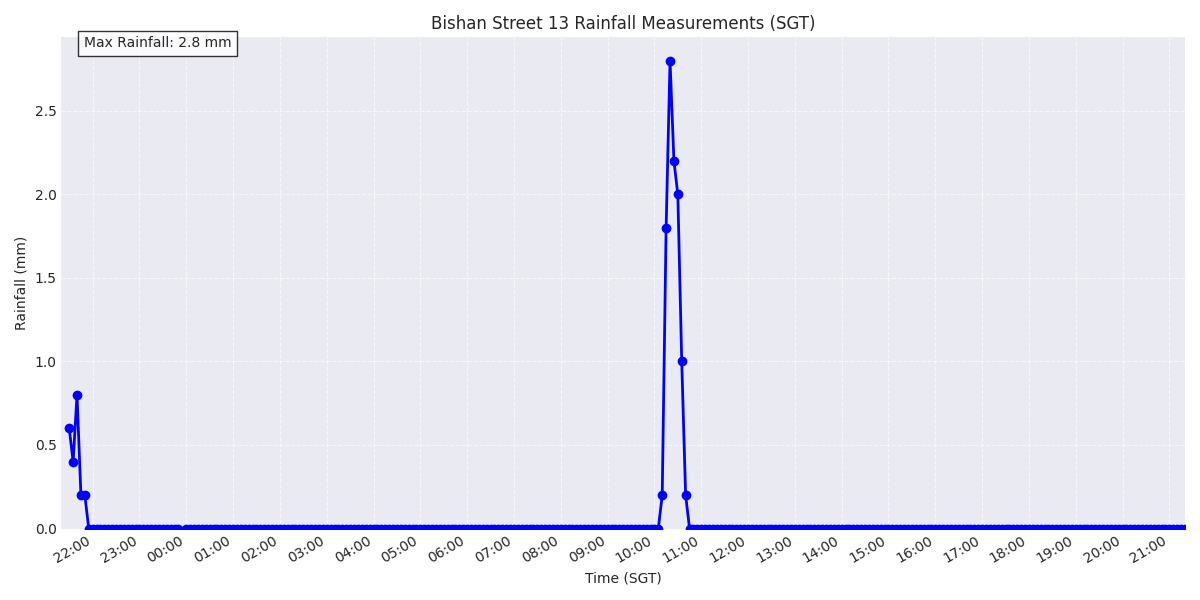 Bishan Street 13 Rainfall Measurements (SGT)
Max Rainfall: 2.8 mm
Rainfall (mm)
2.5
2.0
1.5
1.0
0.5
0.0
22:00 23:00 00:00 01:00 02:00 03:00 04:00 05:00 06:00 07:00 08:00 09:00 10:00 11:00 12:00 13:00 14:00 15:00 16:00 17:00 18:00 19:00 20:00 21:00
Time (SGT)